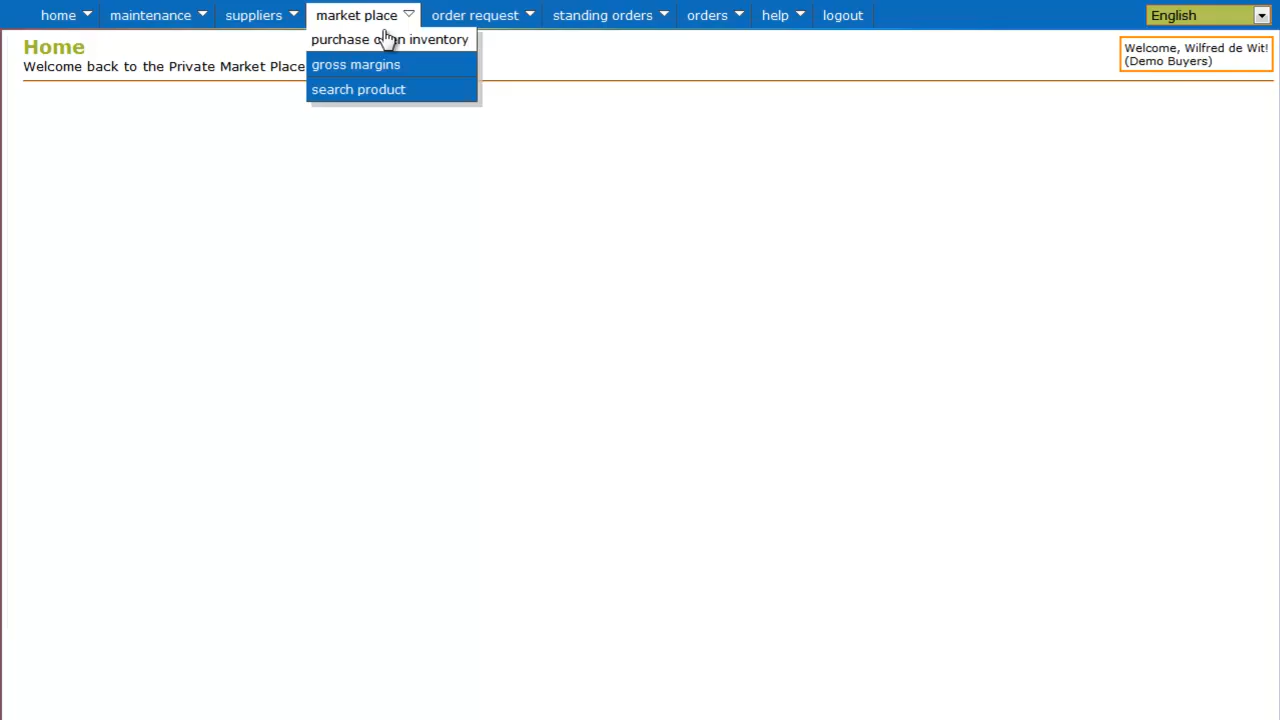 home maintenance suppliers market place order request standing orders orders help logout English
purchase inventory
gross margins
search product
Home
Welcome back to the Private Market Place
Welcome, Wilfred de Wit!
(Demo Buyers)